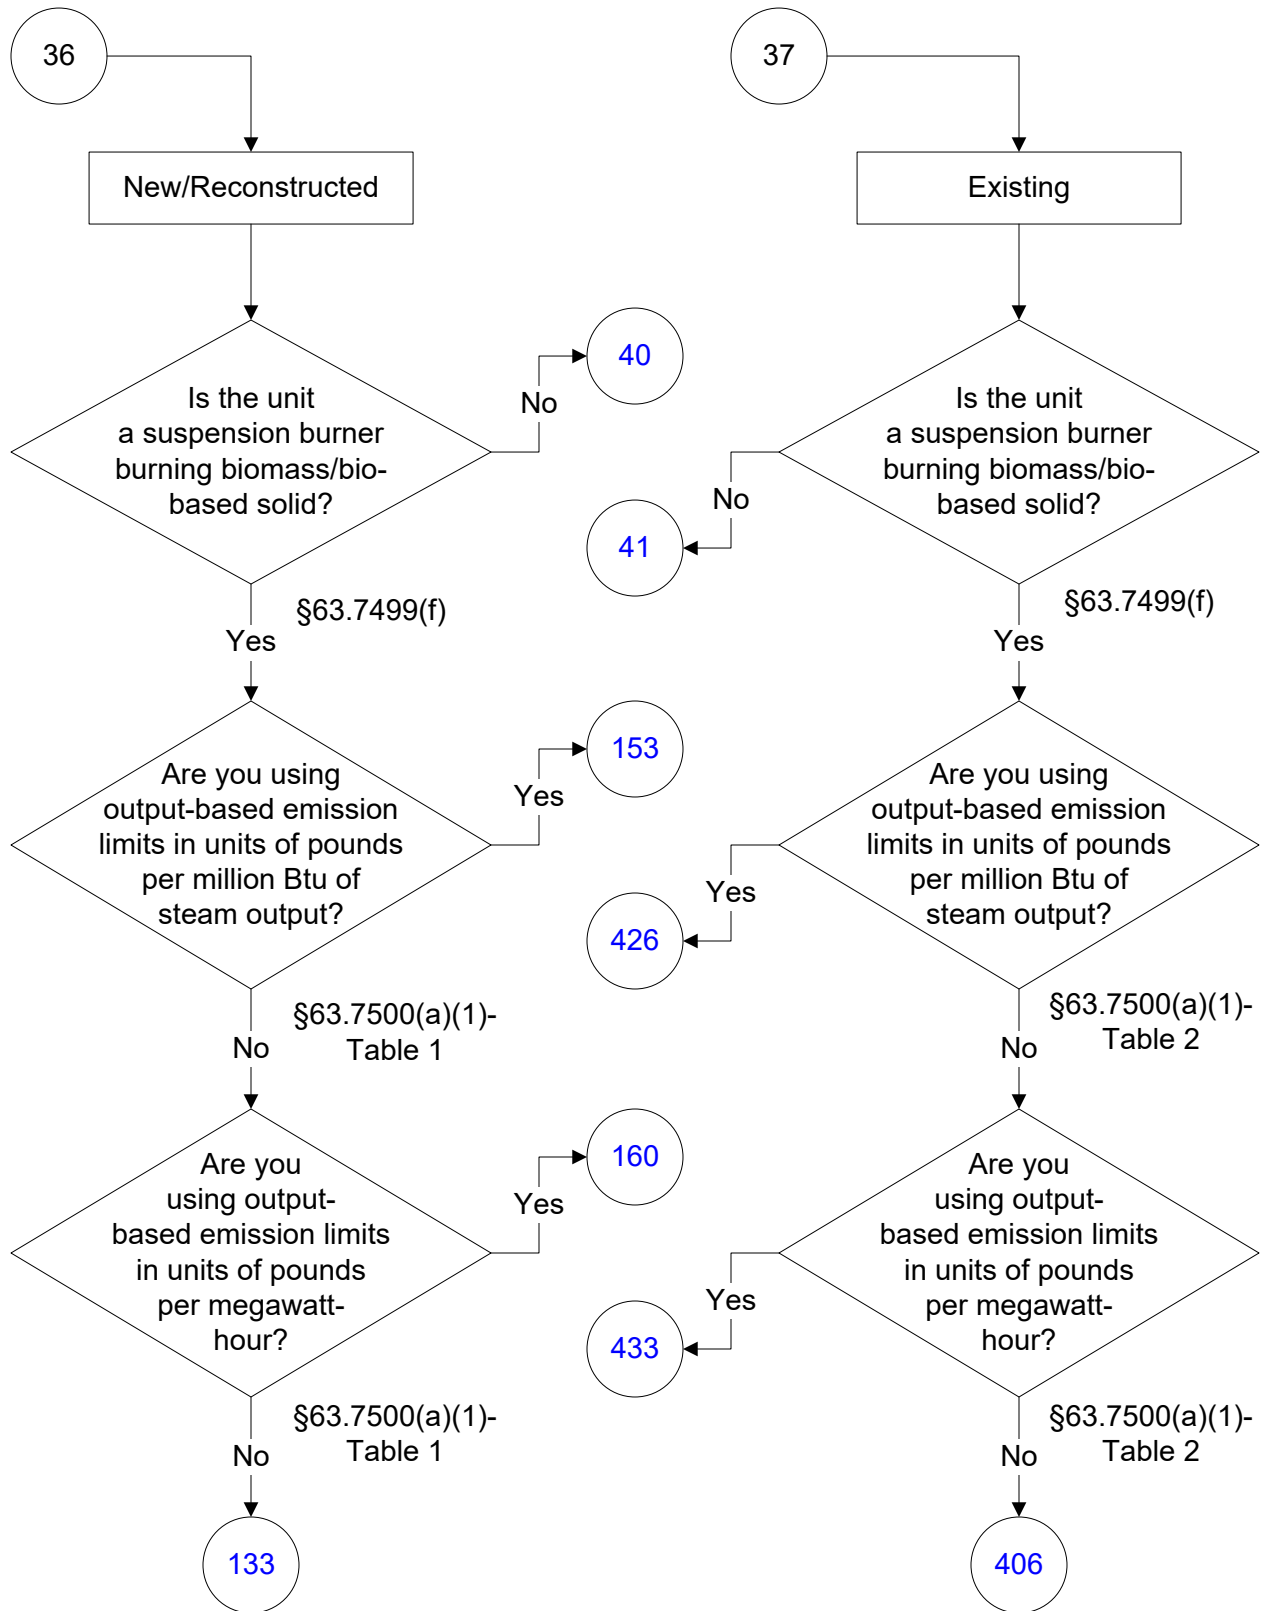 36
37
New/Reconstructed
Existing
Is the unit
a suspension burner
burning biomass/bio-
based solid?
No
40
Is the unit
a suspension burner
burning biomass/bio-
based solid?
No
41
§63.7499(f)
Yes
§63.7499(f)
Yes
Are you using
output-based emission
limits in units of pounds
per million Btu of
steam output?
Yes
153
Are you using
output-based emission
limits in units of pounds
per million Btu of
steam output?
Yes
426
§63.7500(a)(1)-
Table 1
No
§63.7500(a)(1)-
Table 2
No
Are you
using output-
based emission limits
in units of pounds
per megawatt-
hour?
Yes
160
Are you
using output-
based emission limits
in units of pounds
per megawatt-
hour?
Yes
433
§63.7500(a)(1)-
Table 1
No
§63.7500(a)(1)-
Table 2
No
133
406